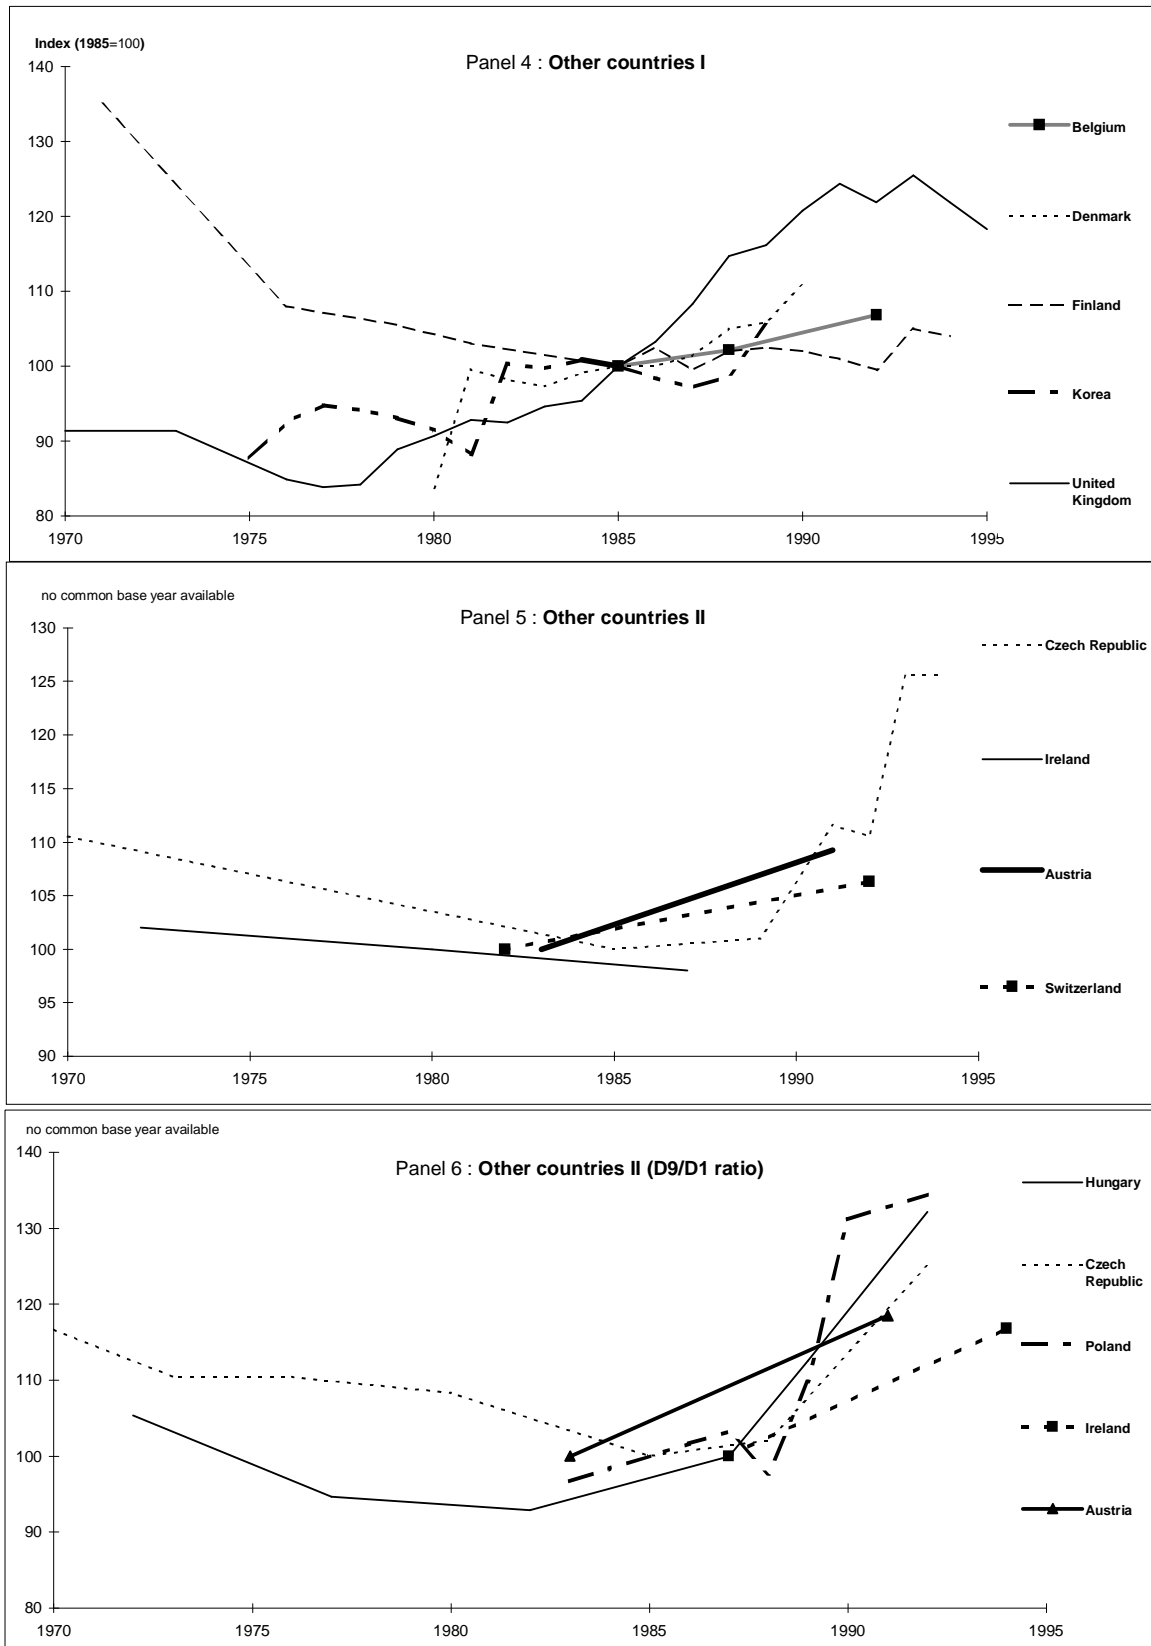 Index (1985=100)
Panel 4 : Other countries I
140
130
120
110
100
90
80
1970
1975
1980
1985
1990
1995
Belgium
Denmark
Finland
Korea
United
Kingdom
no common base year available
Panel 5 : Other countries II
130
125
120
115
110
105
100
95
90
1970
1975
1980
1985
1990
1995
Czech Republic
Ireland
Austria
Switzerland
no common base year available
Panel 6 : Other countries II (D9/D1 ratio)
140
130
120
110
100
90
80
1970
1975
1980
1985
1990
1995
Hungary
Czech
Republic
Poland
Ireland
Austria